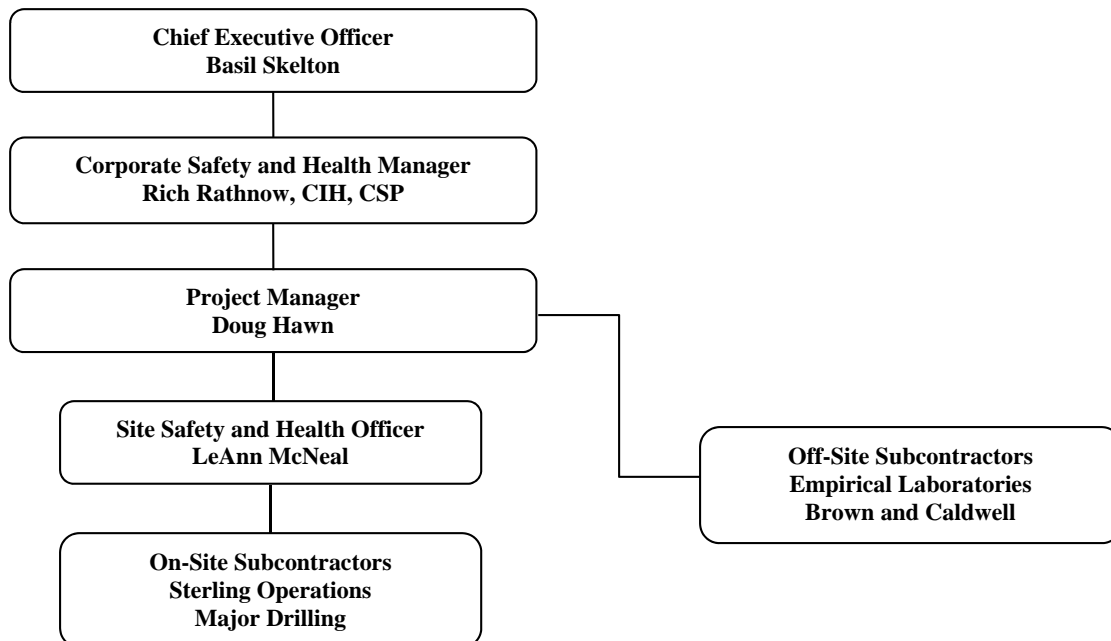 Chief Executive Officer
Basil Skelton
Corporate Safety and Health Manager
Rich Rathnow, CIH, CSP
Project Manager
Doug Hawn
Site Safety and Health Officer
LeAnn McNeal
Off-Site Subcontractors
Empirical Laboratories
Brown and Caldwell
On-Site Subcontractors
Sterling Operations
Major Drilling